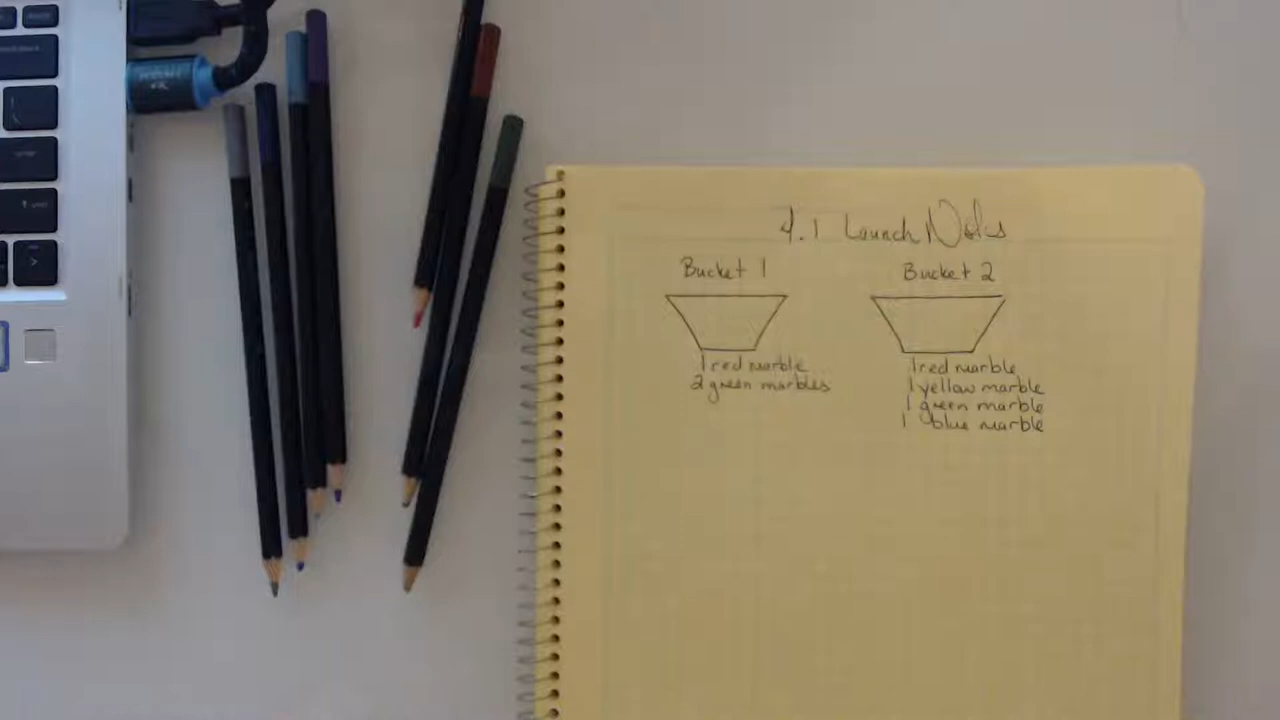 4.1 Launch Notes
Bucket 1
1 red marble
2 green marbles
Bucket 2
1 red marble
1 yellow marble
1 green marble
1 blue marble